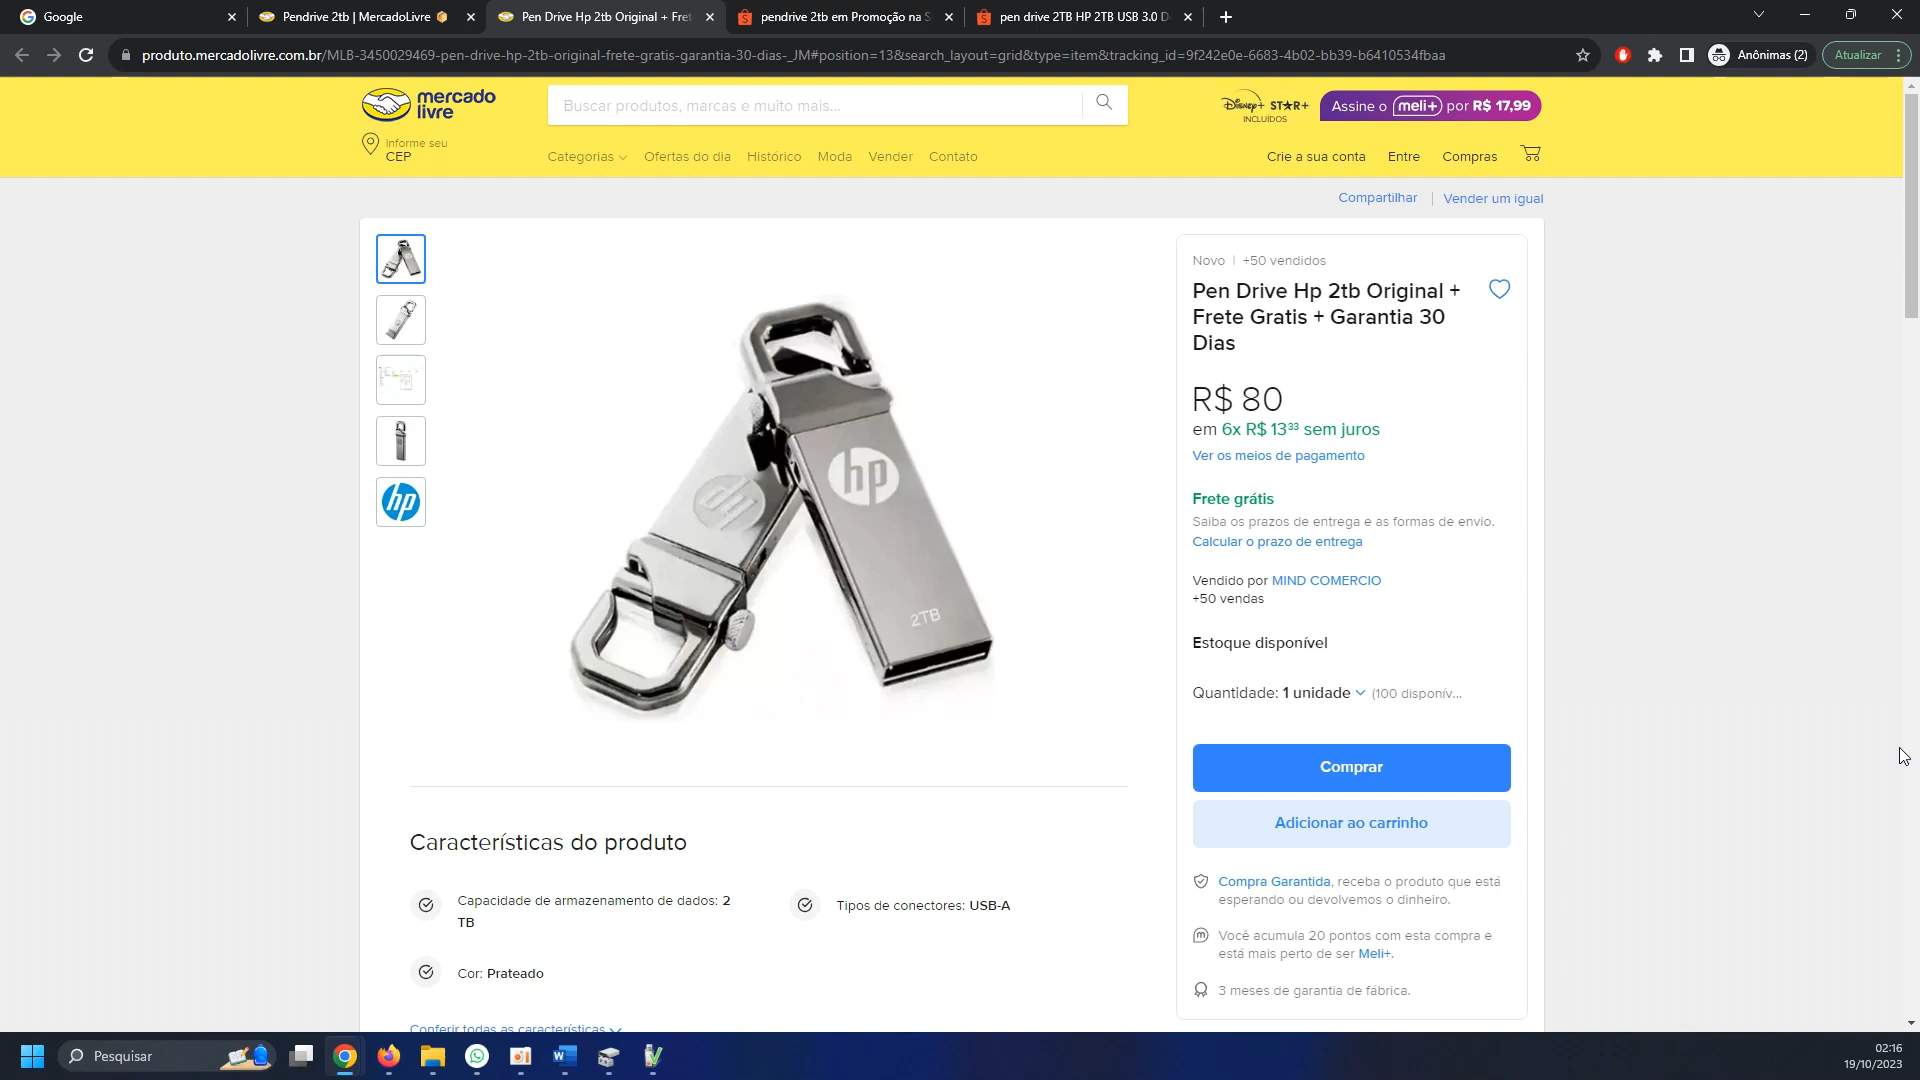 Google
Pendrive 2tb | MercadoLivre
Pen Drive Hp 2tb Original + Fret
pendrive 2tb em Promoção na S
pen drive 2TB HP 2TB USB 3.0 D
produto.mercadolivre.com.br/MLB-3450029469-pen-drive-hp-2tb-original-frete-gratis-garantia-30-dias-_JM#position=13&search_layout=grid&type=item&tracking_id=9f242e0e-6683-4b02-bb39-b6410534fbaa
Anônimas (2)
Atualizar
mercado
livre
Buscar produtos, marcas e muito mais...
Disney+ STAR+
INCLUÍDOS
Assine o meli+ por R$ 17,99
Informe seu
CEP
Categorias
Ofertas do dia
Histórico
Moda
Vender
Contato
Crie a sua conta
Entre
Compras
Compartilhar
Vender um igual
hp
hp
2TB
hp
Novo | +50 vendidos
Pen Drive Hp 2tb Original +
Frete Gratis + Garantia 30
Dias
R$ 80
em 6x R$ 13³³ sem juros
Ver os meios de pagamento
Frete grátis
Saiba os prazos de entrega e as formas de envio.
Calcular o prazo de entrega
Vendido por MIND COMERCIO
+50 vendas
Estoque disponível
Quantidade: 1 unidade (100 disponív...
Comprar
Adicionar ao carrinho
Compra Garantida, receba o produto que está
esperando ou devolvemos o dinheiro.
Você acumula 20 pontos com esta compra e
está mais perto de ser Meli+.
3 meses de garantia de fábrica.
Características do produto
Capacidade de armazenamento de dados: 2
TB
Tipos de conectores: USB-A
Cor: Prateado
Conferir todas as características
Pesquisar
02:16
19/10/2023